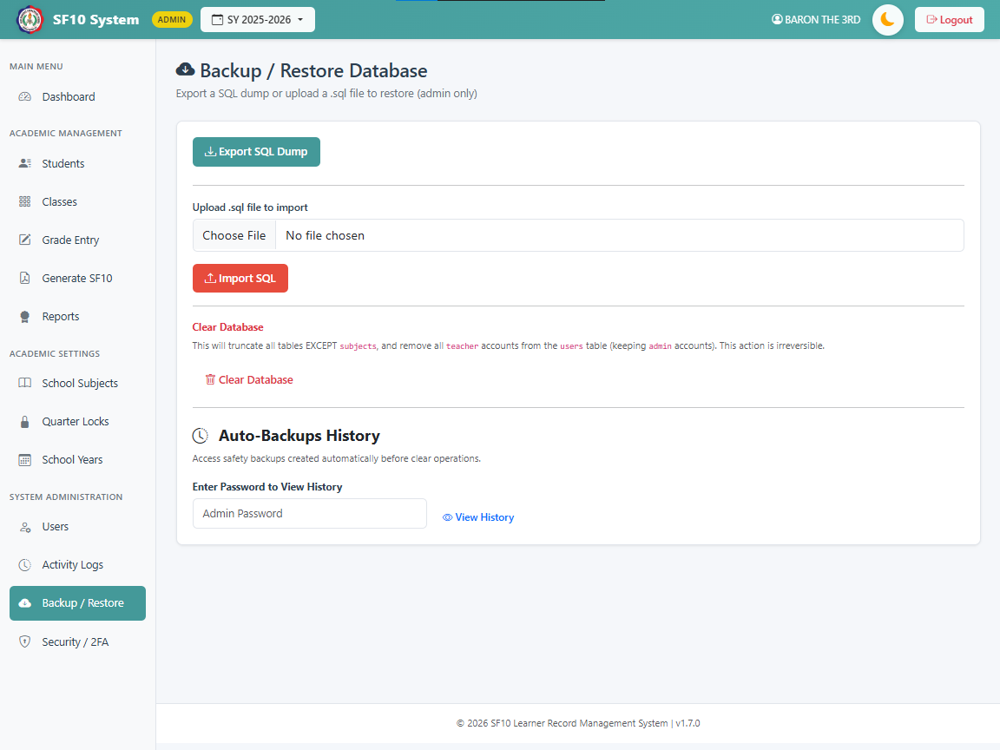 SF10 System ADMIN SY 2025-2026 BARON THE 3RD Logout
MAIN MENU
Dashboard
ACADEMIC MANAGEMENT
Students
Classes
Grade Entry
Generate SF10
Reports
ACADEMIC SETTINGS
School Subjects
Quarter Locks
School Years
SYSTEM ADMINISTRATION
Users
Activity Logs
Backup / Restore
Security / 2FA
Backup / Restore Database
Export a SQL dump or upload a .sql file to restore (admin only)
Export SQL Dump
Upload .sql file to import
Choose File No file chosen
Import SQL
Clear Database
This will truncate all tables EXCEPT subjects, and remove all teacher accounts from the users table (keeping admin accounts). This action is irreversible.
Clear Database
Auto-Backups History
Access safety backups created automatically before clear operations.
Enter Password to View History
Admin Password View History
© 2026 SF10 Learner Record Management System | v1.7.0